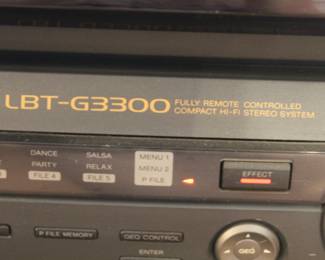 LBT-G3300 FULLY REMOTE CONTROLLED
COMPACT HI-FI STEREO SYSTEM
DANCE SALSA MENU 1
PARTY RELAX MENU 2
FILE 4 FILE 5 P FILE
EFFECT
P FILE MEMORY GEQ CONTROL
GEQ
ENTER